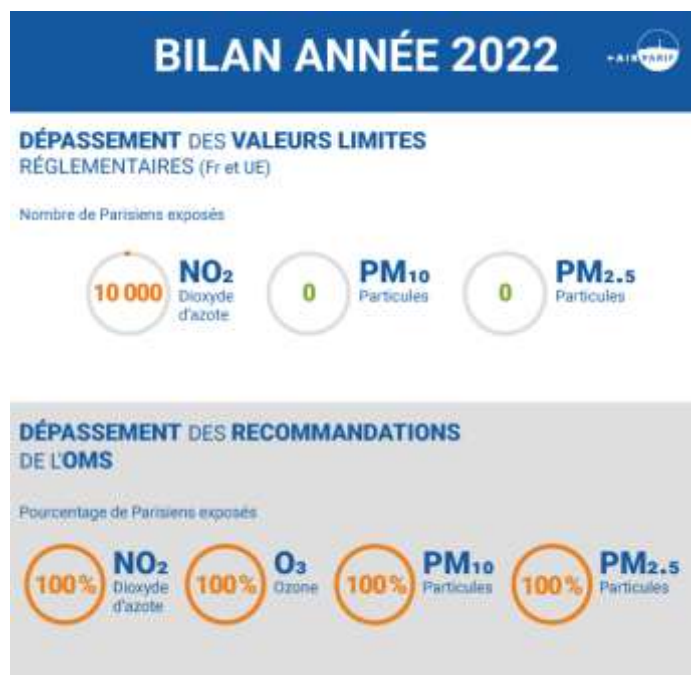 BILAN ANNÉE 2022
AIRPARIF
DÉPASSEMENT DES VALEURS LIMITES
RÉGLEMENTAIRES (Fr et UE)
Nombre de Parisiens exposés
10 000
NO₂
Dioxyde
d'azote
0
PM₁₀
Particules
0
PM₂.₅
Particules
DÉPASSEMENT DES RECOMMANDATIONS
DE L'OMS
Pourcentage de Parisiens exposés
100%
NO₂
Dioxyde
d'azote
100%
O₃
Ozone
100%
PM₁₀
Particules
100%
PM₂.₅
Particules